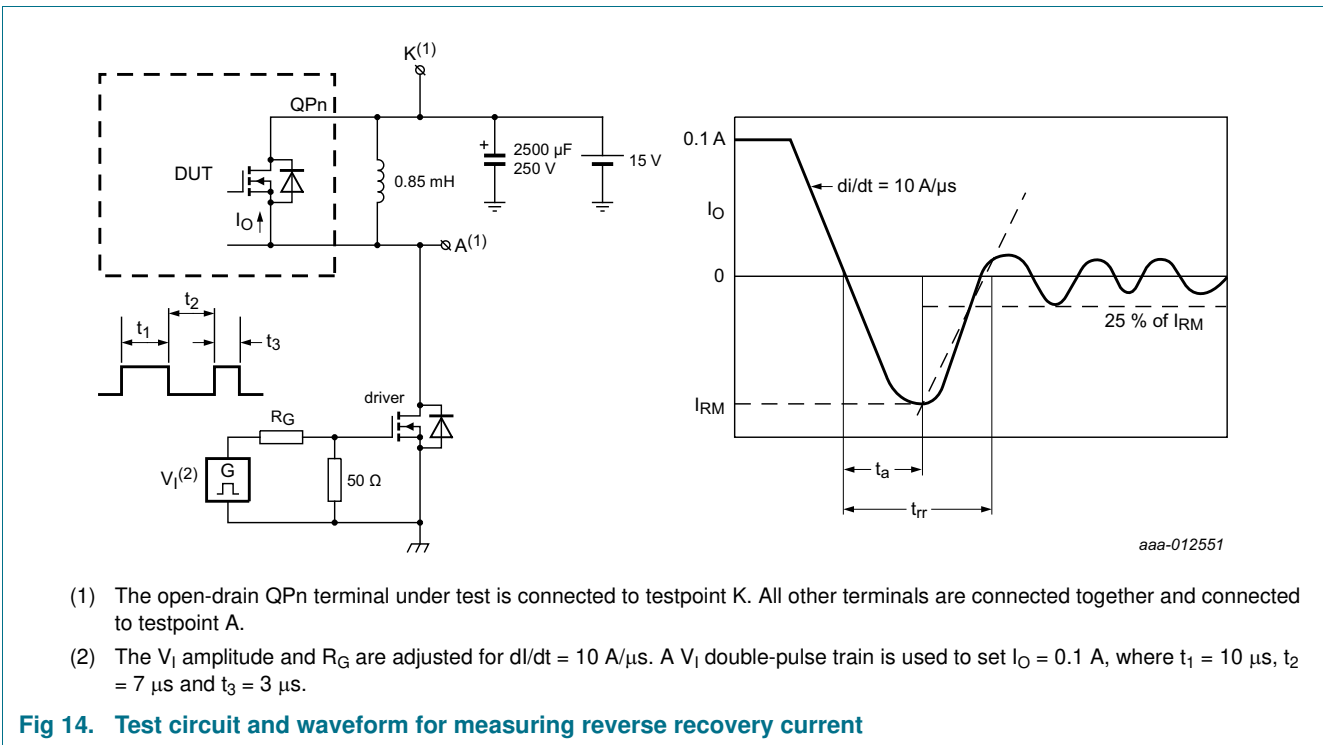 K(1)
QPn
DUT
IO
0.85 mH
+
2500 µF
250 V
15 V
A(1)
t1
t2
t3
driver
RG
VI(2)
G
50 Ω
0.1 A
di/dt = 10 A/µs
IO
0
25 % of IRM
IRM
ta
trr
aaa-012551
(1) The open-drain QPn terminal under test is connected to testpoint K. All other terminals are connected together and connected
to testpoint A.
(2) The VI amplitude and RG are adjusted for dI/dt = 10 A/µs. A VI double-pulse train is used to set IO = 0.1 A, where t1 = 10 µs, t2
= 7 µs and t3 = 3 µs.
Fig 14. Test circuit and waveform for measuring reverse recovery current